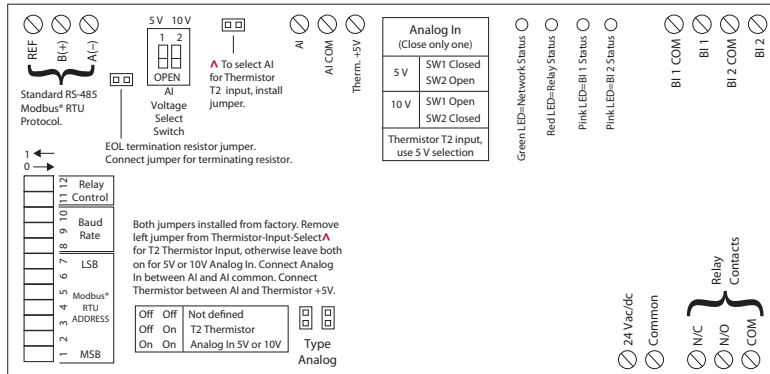 REF
B(+)
A(−)
Standard RS-485
Modbus® RTU
Protocol.
5 V 10 V
1 2
OPEN
AI
Voltage
Select
Switch
^ To select AI
for Thermistor
T2 input, install
jumper.
EOL termination resistor jumper.
Connect jumper for terminating resistor.
AI
AI COM
Therm. +5V
Analog In
(Close only one)
5 V
SW1 Closed
SW2 Open
10 V
SW1 Open
SW2 Closed
Thermistor T2 input,
use 5 V selection
Green LED=Network Status
Red LED=Relay Status
Pink LED=BI 1 Status
Pink LED=BI 2 Status
BI 1 COM
BI 1
BI 2 COM
BI 2
1
0
12
11
10
9
8
7
6
5
4
3
2
1
Relay
Control
Baud
Rate
LSB
Modbus®
RTU
ADDRESS
MSB
Both jumpers installed from factory. Remove
left jumper from Thermistor-Input-Select^
for T2 Thermistor Input, otherwise leave both
on for 5V or 10V Analog In. Connect Analog
In between AI and AI common. Connect
Thermistor between AI and Thermistor +5V.
Off Off Not defined
Off On T2 Thermistor
On On Analog In 5V or 10V
Type
Analog
24 Vac/dc
Common
Relay
Contacts
N/C
N/O
COM